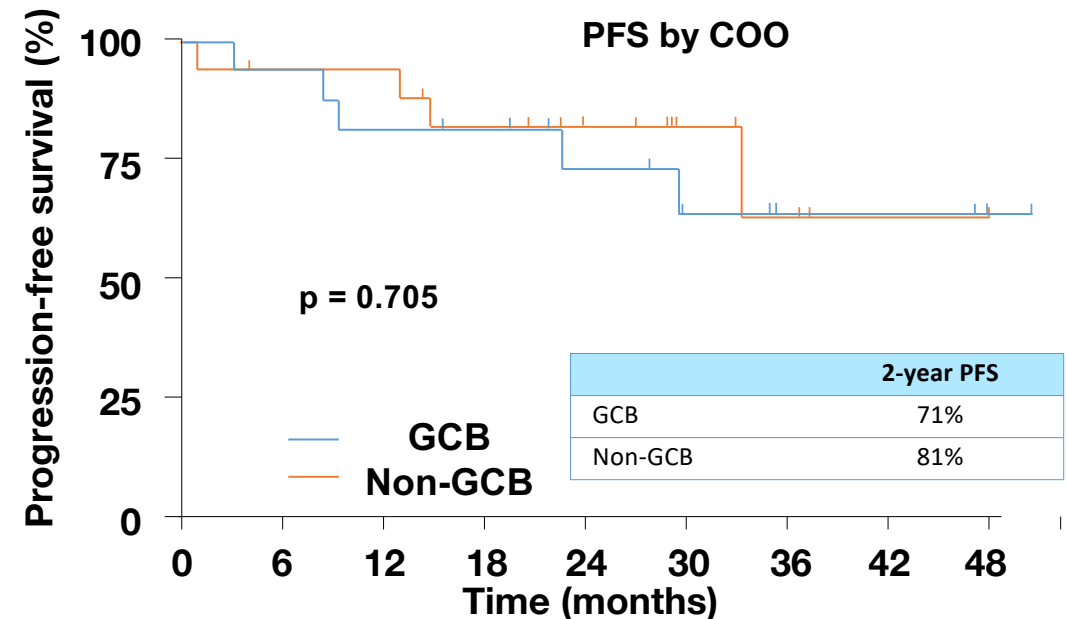 PFS by COO
Progression-free survival (%)
100
75
50
25
0
p = 0.705
2-year PFS
GCB 71%
Non-GCB 81%
GCB
Non-GCB
0 6 12 18 24 30 36 42 48
Time (months)